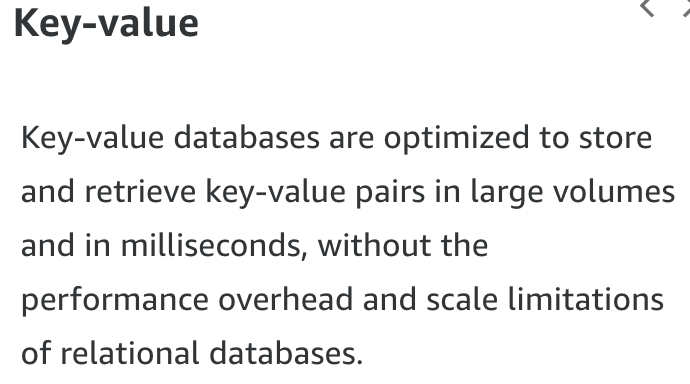 Key-value
Key-value databases are optimized to store
and retrieve key-value pairs in large volumes
and in milliseconds, without the
performance overhead and scale limitations
of relational databases.